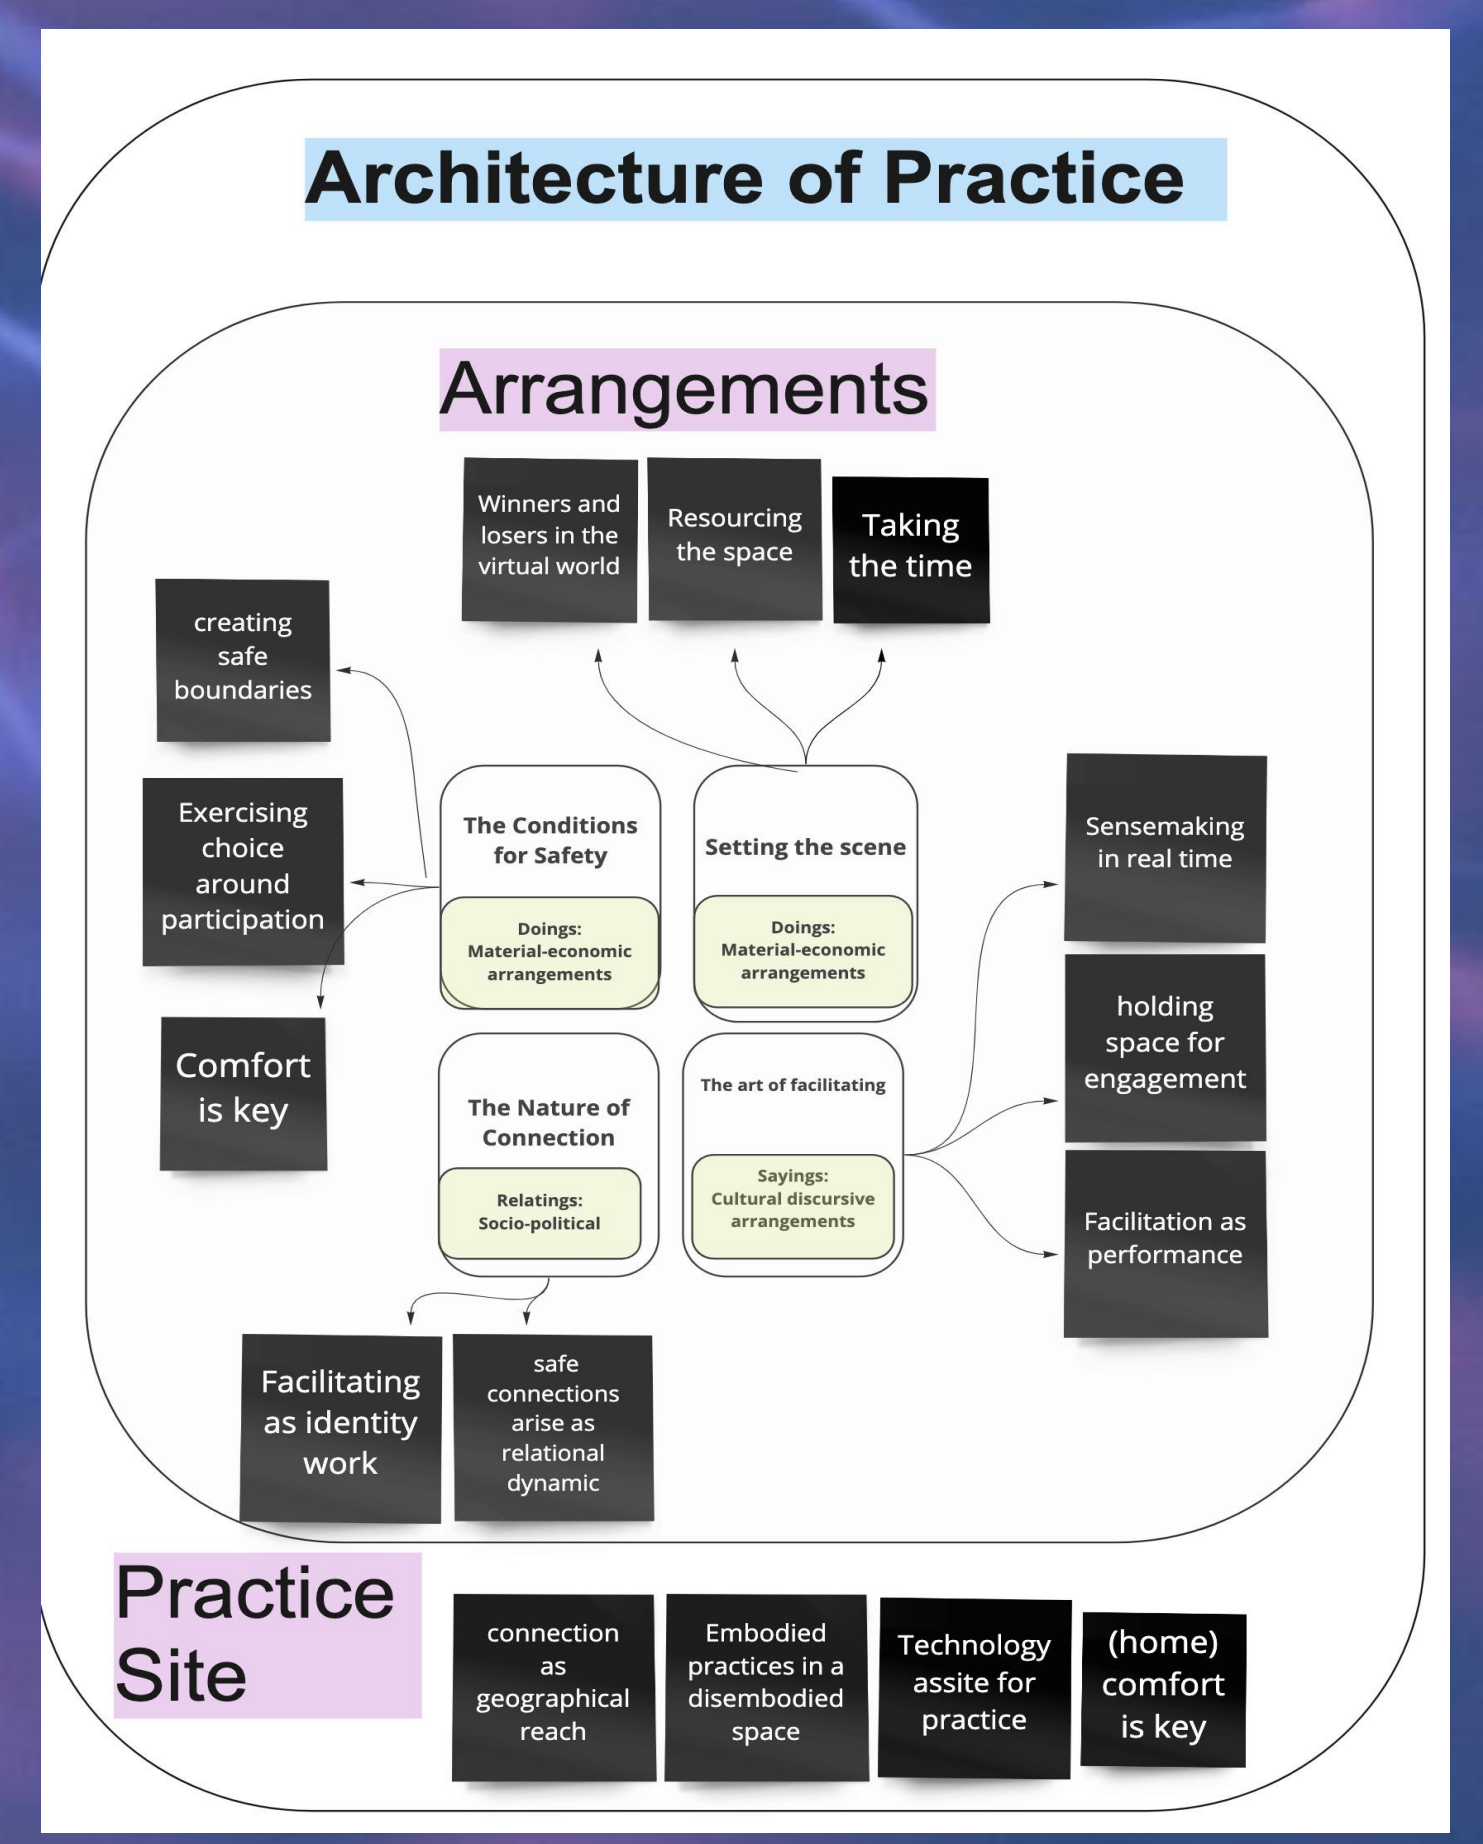 Architecture of Practice
Arrangements
Winners and
losers in the
virtual world
Resourcing
the space
Taking
the time
creating
safe
boundaries
Exercising
choice
around
participation
Comfort
is key
The Conditions
for Safety
Doings:
Material-economic
arrangements
Setting the scene
Doings:
Material-economic
arrangements
The Nature of
Connection
Relatings:
Socio-political
The art of facilitating
Sayings:
Cultural discursive
arrangements
Sensemaking
in real time
holding
space for
engagement
Facilitation as
performance
Facilitating
as identity
work
safe
connections
arise as
relational
dynamic
Practice
Site
connection
as
geographical
reach
Embodied
practices in a
disembodied
space
Technology
assite for
practice
(home)
comfort
is key